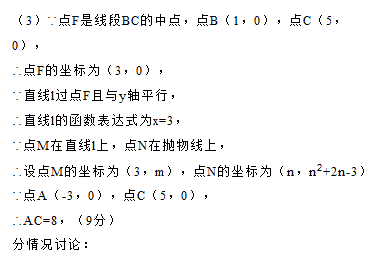 （3）∵点F是线段BC的中点，点B（1，0），点C（5，
0），
∴点F的坐标为（3，0），
∵直线l过点F且与y轴平行，
∴直线l的函数表达式为x=3，
∵点M在直线l上，点N在抛物线上，
∴设点M的坐标为（3，m），点N的坐标为（n，n²+2n-3）
∵点A（-3，0），点C（5，0），
∴AC=8，（9分）
分情况讨论：